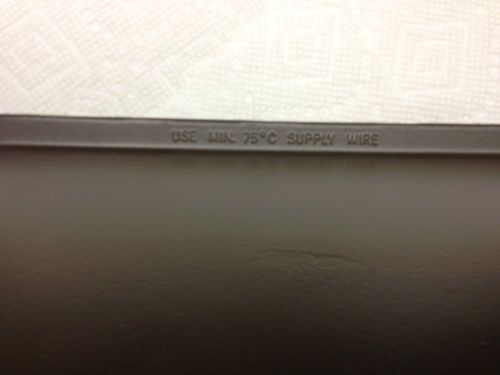 USE MIN. 75°C SUPPLY WIRE